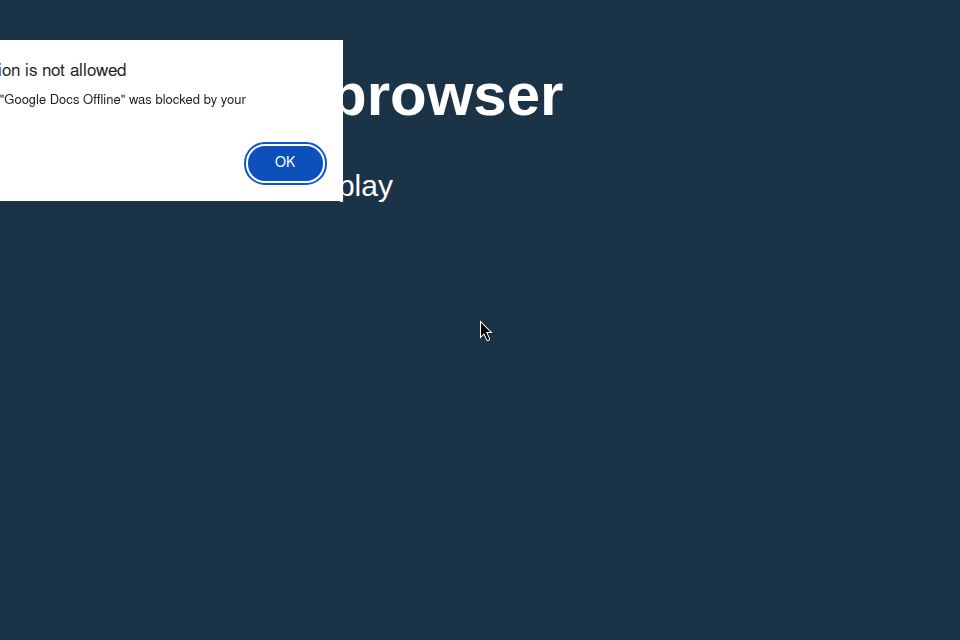 ion is not allowed
"Google Docs Offline" was blocked by your
OK
browser
play